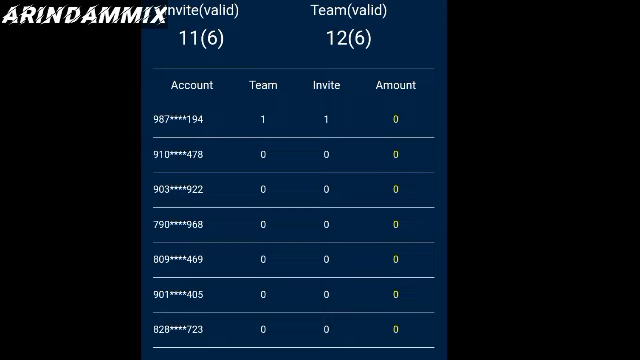 ARINDAMMIX
Invite(valid) Team(valid)
11(6) 12(6)
Account Team Invite Amount
987****194 1 1 0
910****478 0 0 0
903****922 0 0 0
790****968 0 0 0
809****469 0 0 0
901****405 0 0 0
828****723 0 0 0